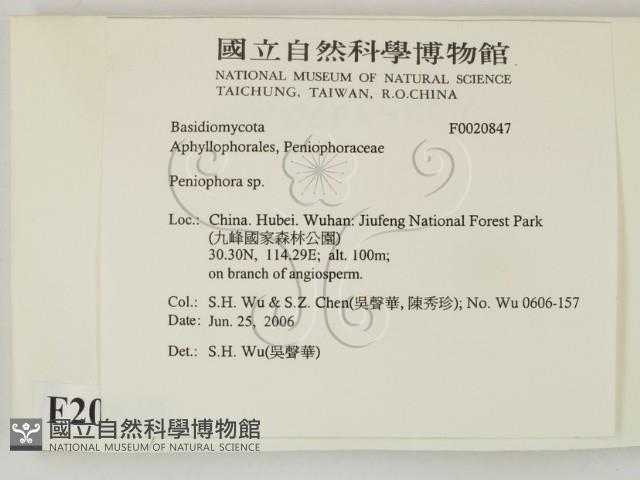 國立自然科學博物館
NATIONAL MUSEUM OF NATURAL SCIENCE
TAICHUNG, TAIWAN, R.O.CHINA
Basidiomycota F0020847
Aphyllophorales, Peniophoraceae
Peniophora sp.
Loc.: China. Hubei. Wuhan: Jiufeng National Forest Park
(九峰國家森林公園)
30.30N, 114.29E; alt. 100m;
on branch of angiosperm.
Col.: S.H. Wu & S.Z. Chen(吳聲華, 陳秀珍); No. Wu 0606-157
Date: Jun. 25, 2006
Det.: S.H. Wu(吳聲華)
F20
國立自然科學博物館
NATIONAL MUSEUM OF NATURAL SCIENCE